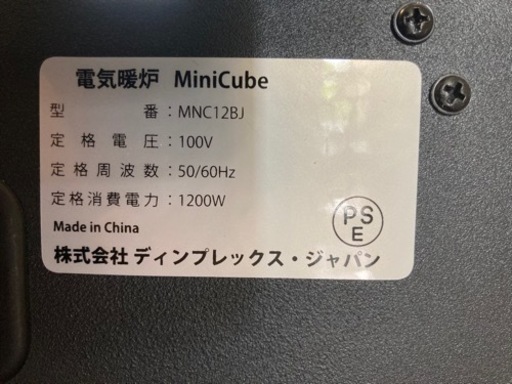 電気暖炉 MiniCube
型番：MNC12BJ
定格電圧：100V
定格周波数：50/60Hz
定格消費電力：1200W
Made in China
PS
E
株式会社 ディンプレックス・ジャパン